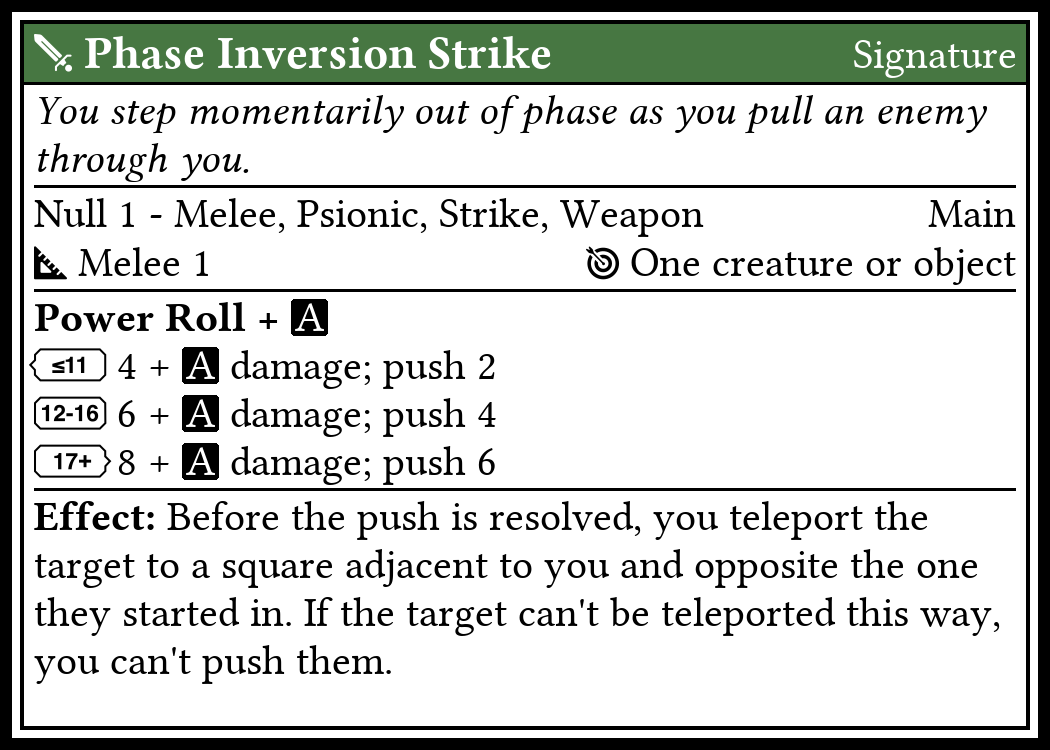 Phase Inversion Strike Signature
You step momentarily out of phase as you pull an enemy
through you.
Null 1 - Melee, Psionic, Strike, Weapon Main
Melee 1 One creature or object
Power Roll + A
≤11 4 + A damage; push 2
12-16 6 + A damage; push 4
17+ 8 + A damage; push 6
Effect: Before the push is resolved, you teleport the
target to a square adjacent to you and opposite the one
they started in. If the target can't be teleported this way,
you can't push them.